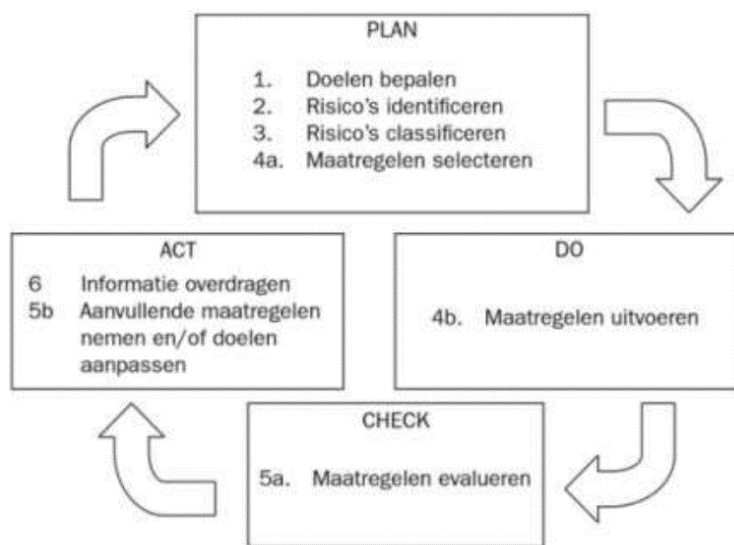 PLAN
1. Doelen bepalen
2. Risico's identificeren
3. Risico's classificeren
4a. Maatregelen selecteren
DO
4b. Maatregelen uitvoeren
CHECK
5a. Maatregelen evalueren
ACT
6 Informatie overdragen
5b Aanvullende maatregelen
nemen en/of doelen
aanpassen